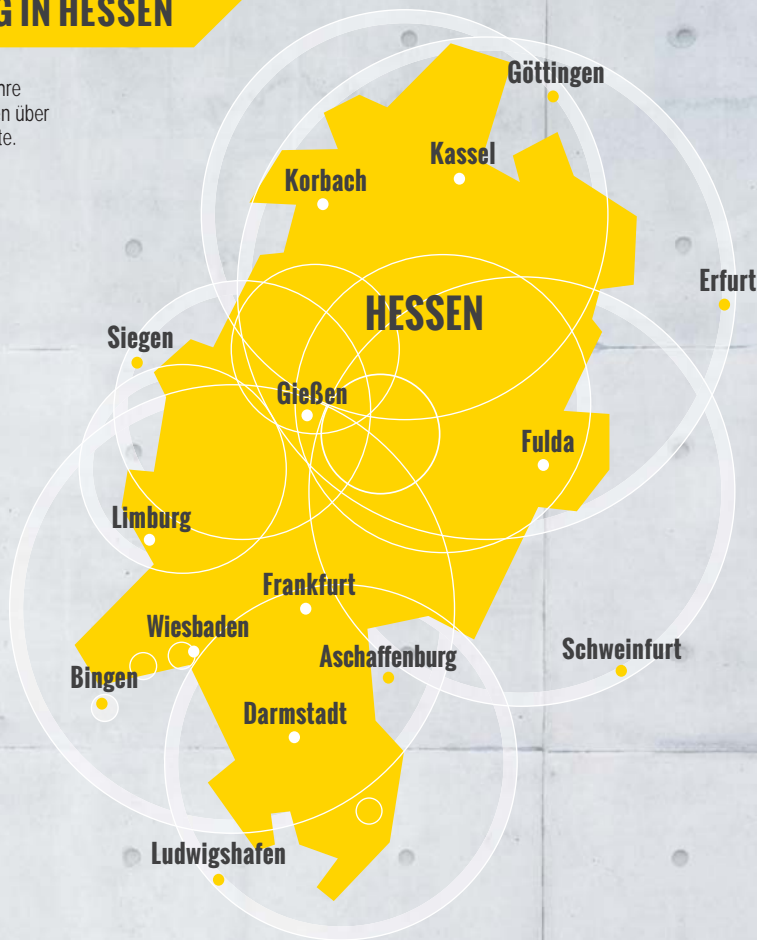 G IN HESSEN
hre
n über
te.
Göttingen
Kassel
Korbach
Erfurt
HESSEN
Siegen
Gießen
Fulda
Limburg
Frankfurt
Wiesbaden
Aschaffenburg
Schweinfurt
Bingen
Darmstadt
Ludwigshafen